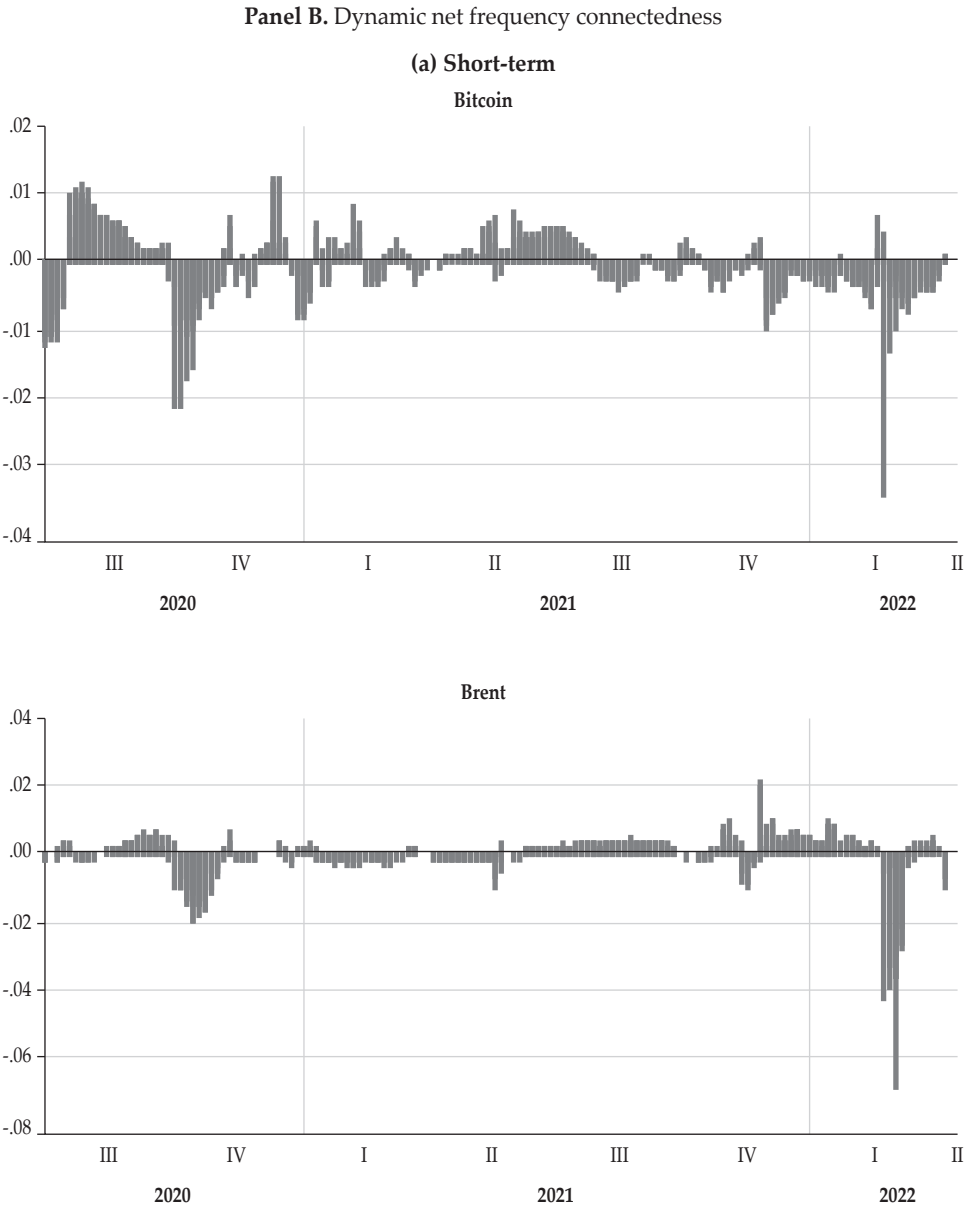 Panel B. Dynamic net frequency connectedness
(a) Short-term
Bitcoin
.02
.01
.00
-.01
-.02
-.03
-.04
III IV I II III IV I II
2020 2021 2022
Brent
.04
.02
.00
-.02
-.04
-.06
-.08
III IV I II III IV I II
2020 2021 2022